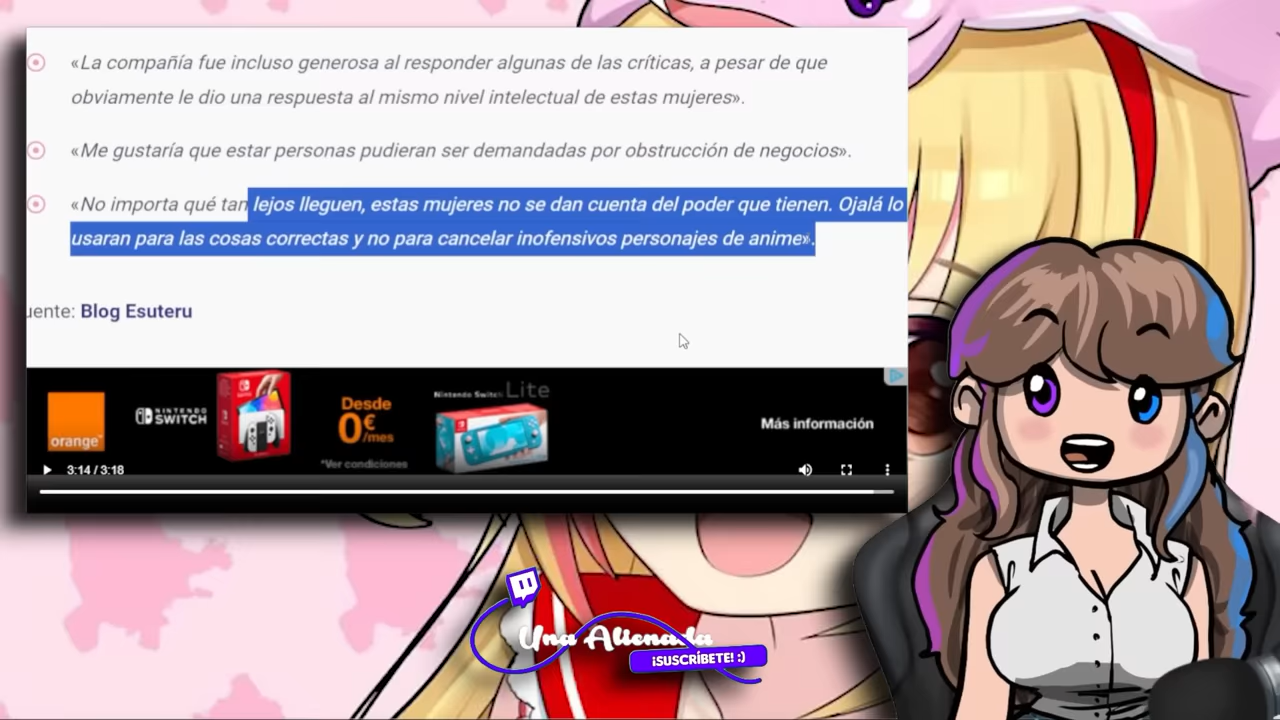 «La compañía fue incluso generosa al responder algunas de las críticas, a pesar de que
obviamente le dio una respuesta al mismo nivel intelectual de estas mujeres».
«Me gustaría que estar personas pudieran ser demandadas por obstrucción de negocios».
«No importa qué tan lejos lleguen, estas mujeres no se dan cuenta del poder que tienen. Ojalá lo
usaran para las cosas correctas y no para cancelar inofensivos personajes de anime».
uente: Blog Esuteru
orange
NINTENDO
SWITCH
Desde
0€
/mes
*Ver condiciones
Nintendo Switch Lite
Más información
3:14 / 3:18
Una Alienada
¡SUSCRÍBETE! :)